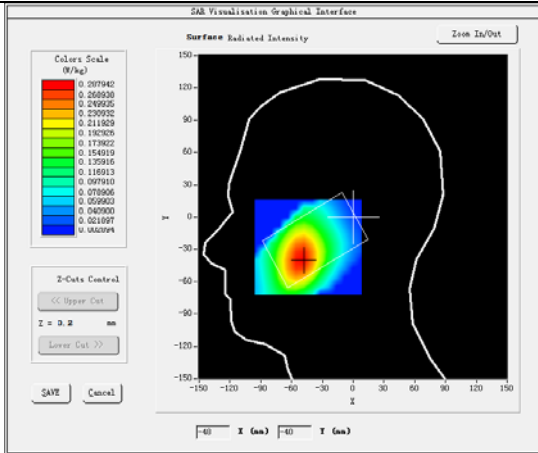 SAR Visualisation Graphical Interface
Surface Radiated Intensity
Zoom In/Out
Colors Scale
(W/kg)
0.287942
0.268938
0.249935
0.230932
0.211929
0.192926
0.173922
0.154919
0.135916
0.116913
0.097910
0.078906
0.059903
0.040900
0.021897
150
120
90
60
30
0
-30
-60
-90
-120
-150
Y
-150 -120 -90 -60 -30 0 30 60 90 120 150
X
Z-Cuts Control
<< Upper Cut
Z = 0.2 mm
Lower Cut >>
SAVE Cancel
-40 X (mm) -40 Y (mm)